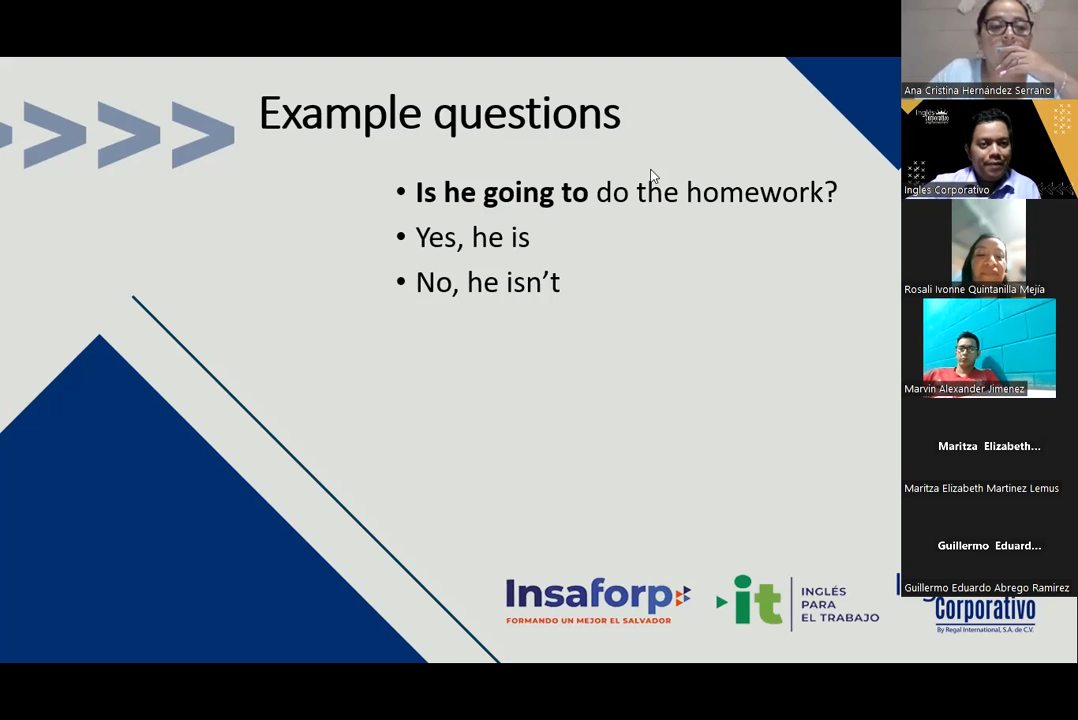 Example questions
• Is he going to do the homework?
• Yes, he is
• No, he isn't
Insaforp
FORMANDO UN MEJOR EL SALVADOR
it
INGLÉS
PARA
EL TRABAJO
Corporativo
By Regal International, S.A. de C.V.
Ana Cristina Hernández Serrano
Inglés
Corporativo
Inglés Corporativo
Rosali Ivonne Quintanilla Mejía
Marvin Alexander Jimenez
Maritza Elizabeth...
Maritza Elizabeth Martinez Lemus
Guillermo Eduard...
Guillermo Eduardo Abrego Ramirez